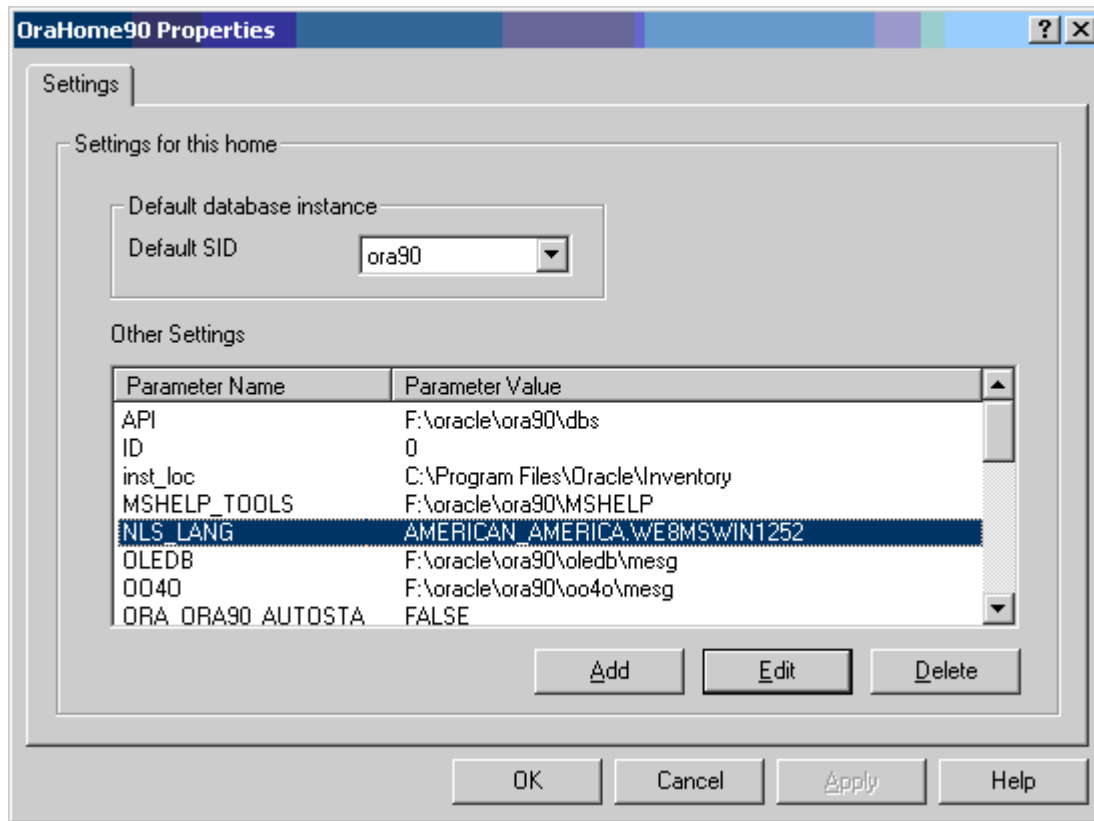 OraHome90 Properties
Settings
Settings for this home
Default database instance
Default SID ora90
Other Settings
Parameter Name Parameter Value
API F:\oracle\ora90\dbs
ID 0
inst_loc C:\Program Files\Oracle\Inventory
MSHELP_TOOLS F:\oracle\ora90\MSHELP
NLS_LANG AMERICAN_AMERICA.WE8MSWIN1252
OLEDB F:\oracle\ora90\oledb\mesg
OO4O F:\oracle\ora90\oo4o\mesg
ORA_ORA90_AUTOSTA FALSE
Add Edit Delete
OK Cancel Apply Help